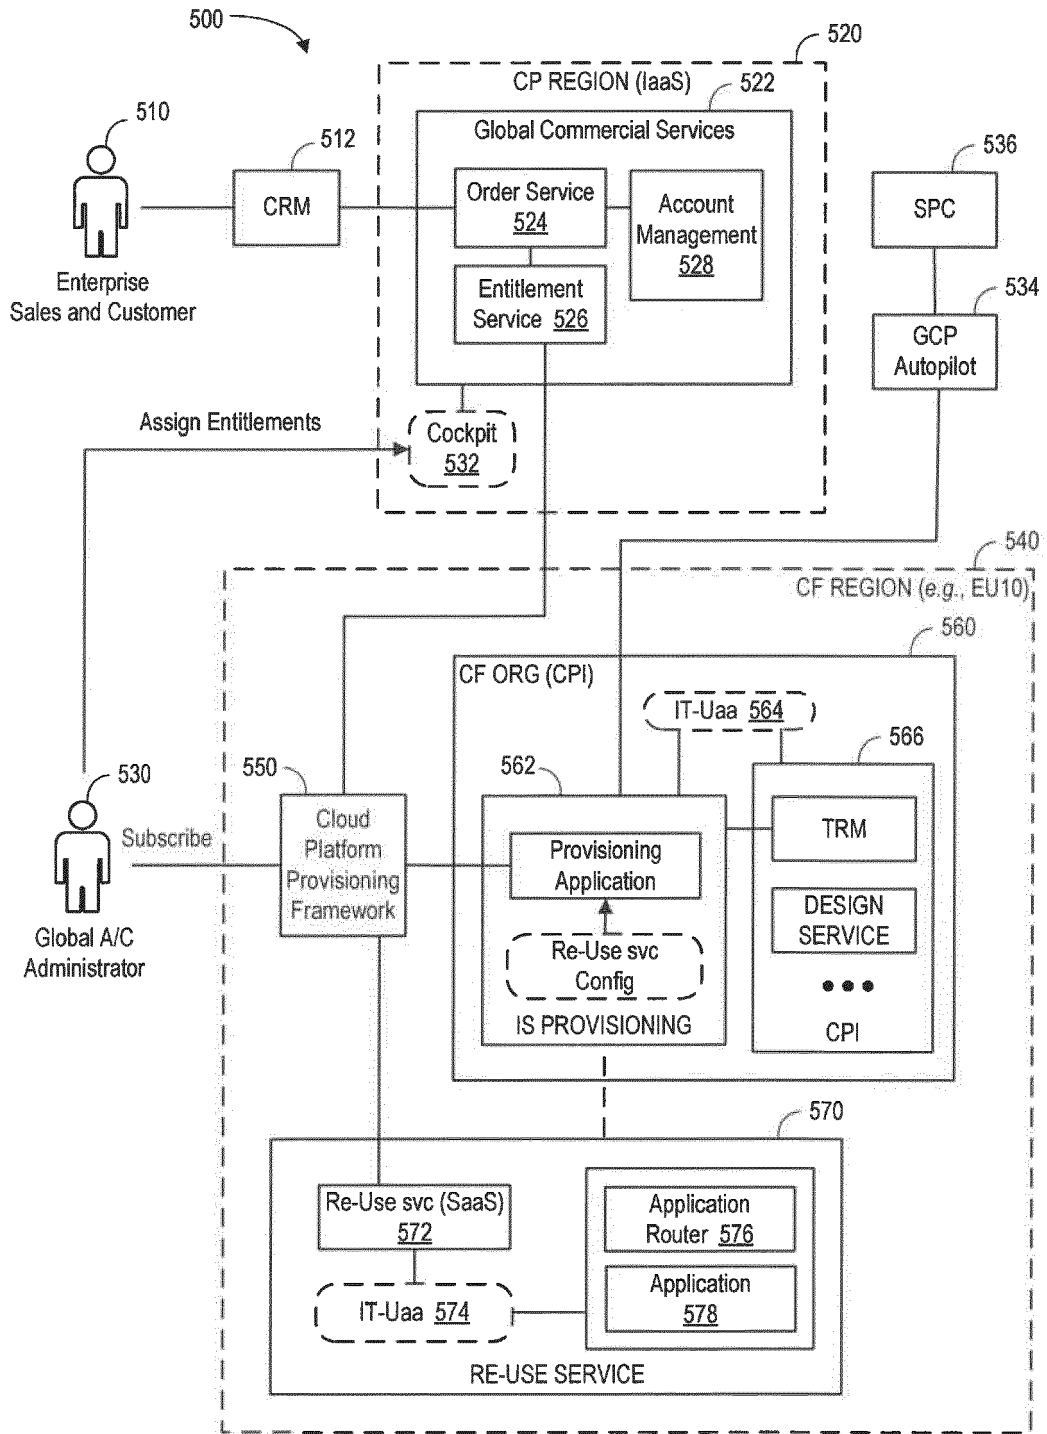 500
520
CP REGION (IaaS)
522
Global Commercial Services
510
512
CRM
Order Service
524
Account
Management
528
Entitlement
Service 526
536
SPC
534
GCP
Autopilot
Enterprise
Sales and Customer
Assign Entitlements
Cockpit
532
540
CF REGION (e.g., EU10)
560
CF ORG (CPI)
IT-Uaa 564
566
562
550
530
Subscribe
Global A/C
Administrator
Cloud
Platform
Provisioning
Framework
Provisioning
Application
Re-Use svc
Config
IS PROVISIONING
TRM
DESIGN
SERVICE
CPI
570
Re-Use svc (SaaS)
572
IT-Uaa 574
Application
Router 576
Application
578
RE-USE SERVICE